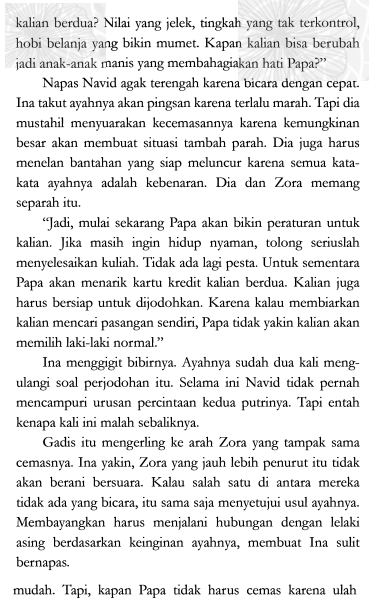 kalian berdua? Nilai yang jelek, tingkah yang tak terkontrol,
hobi belanja yang bikin mumet. Kapan kalian bisa berubah
jadi anak-anak manis yang membahagiakan hati Papa?”
Napas Navid agak terengah karena bicara dengan cepat.
Ina takut ayahnya akan pingsan karena terlalu marah. Tapi dia
mustahil menyuarakan kecemasannya karena kemungkinan
besar akan membuat situasi tambah parah. Dia juga harus
menelan bantahan yang siap meluncur karena semua kata-
kata ayahnya adalah kebenaran. Dia dan Zora memang
separah itu.
“Jadi, mulai sekarang Papa akan bikin peraturan untuk
kalian. Jika masih ingin hidup nyaman, tolong seriuslah
menyelesaikan kuliah. Tidak ada lagi pesta. Untuk sementara
Papa akan menarik kartu kredit kalian berdua. Kalian juga
harus bersiap untuk dijodohkan. Karena kalau membiarkan
kalian mencari pasangan sendiri, Papa tidak yakin kalian akan
memilih laki-laki normal.”
Ina menggigit bibirnya. Ayahnya sudah dua kali meng-
ulangi soal perjodohan itu. Selama ini Navid tidak pernah
mencampuri urusan percintaan kedua putrinya. Tapi entah
kenapa kali ini malah sebaliknya.
Gadis itu mengerling ke arah Zora yang tampak sama
cemasnya. Ina yakin, Zora yang jauh lebih penurut itu tidak
akan berani bersuara. Kalau salah satu di antara mereka
tidak ada yang bicara, itu sama saja menyetujui usul ayahnya.
Membayangkan harus menjalani hubungan dengan lelaki
asing berdasarkan keinginan ayahnya, membuat Ina sulit
bernapas.
mudah. Tapi, kapan Papa tidak harus cemas karena ulah